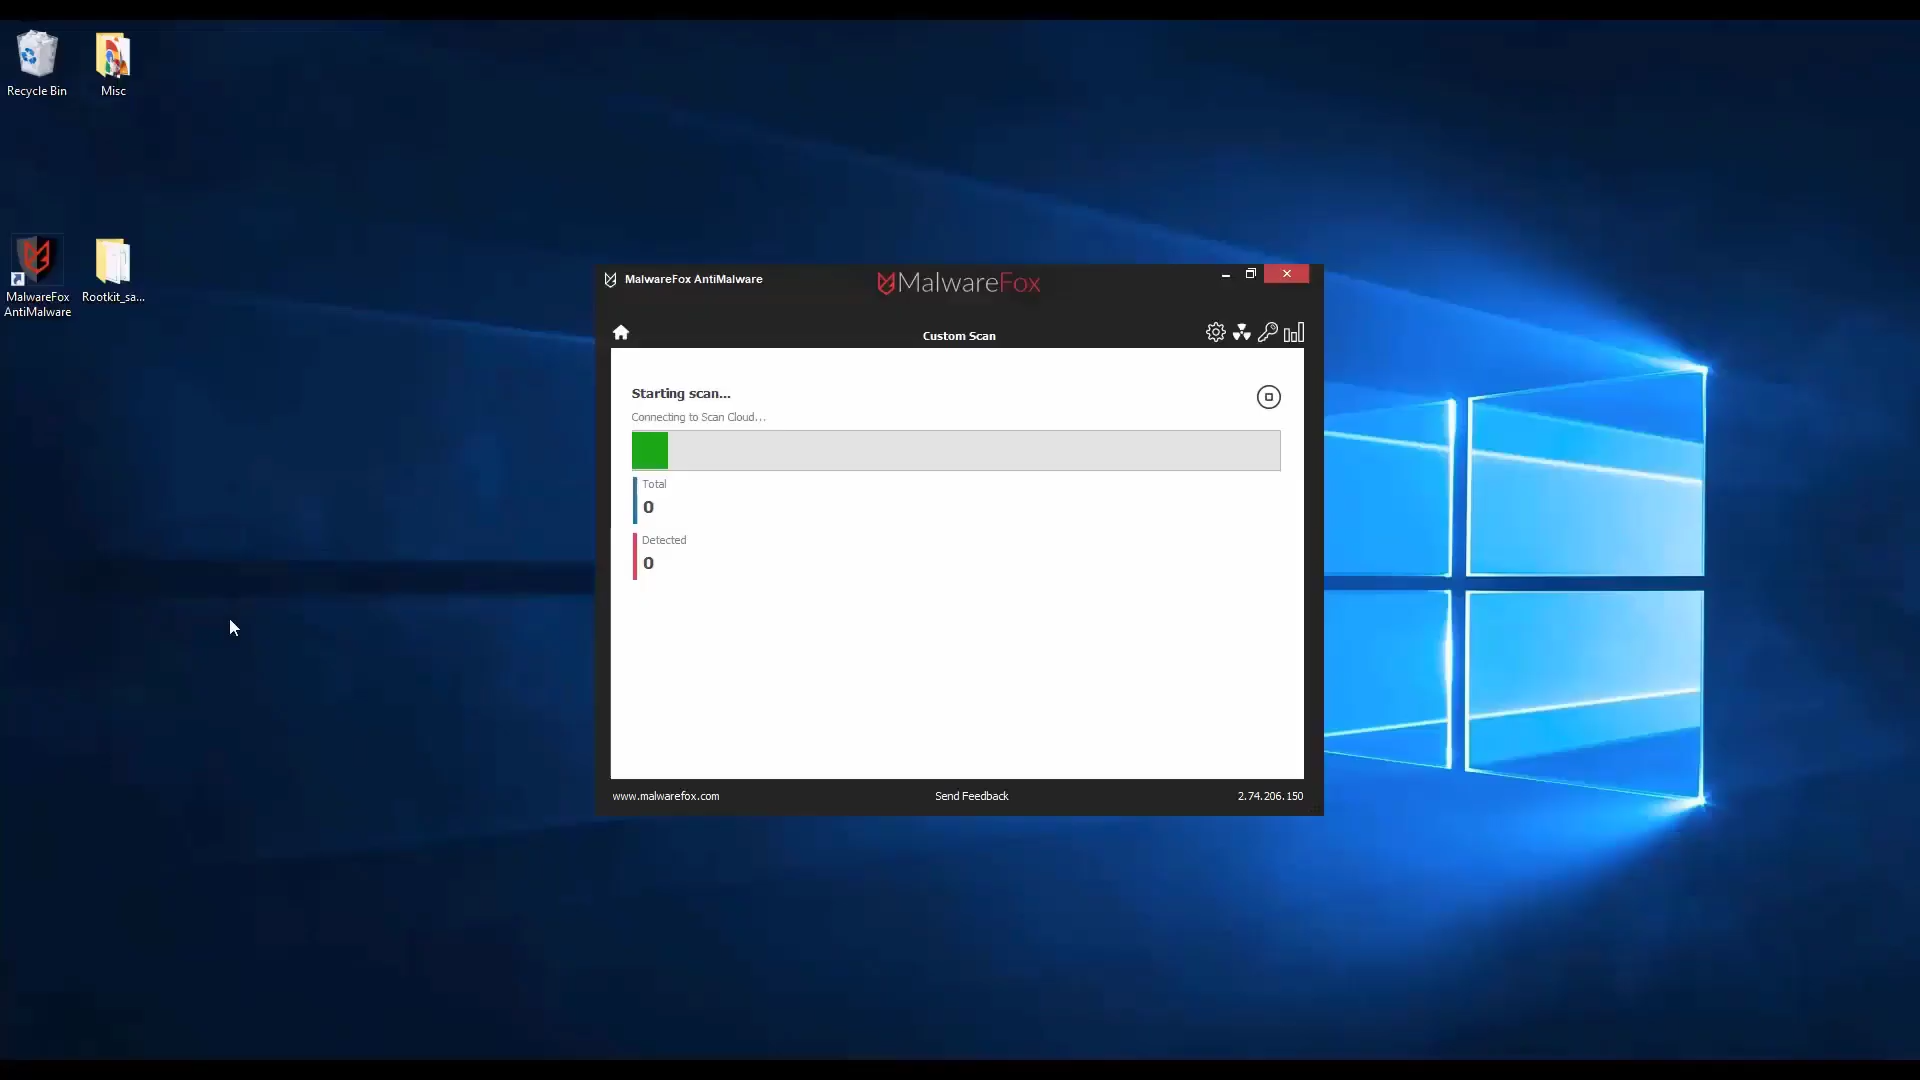 Recycle Bin
Misc
MalwareFox
AntiMalware
Rootkit_sa...
MalwareFox AntiMalware
MalwareFox
Custom Scan
Starting scan...
Connecting to Scan Cloud...
Total
0
Detected
0
www.malwarefox.com
Send Feedback
2.74.206.150